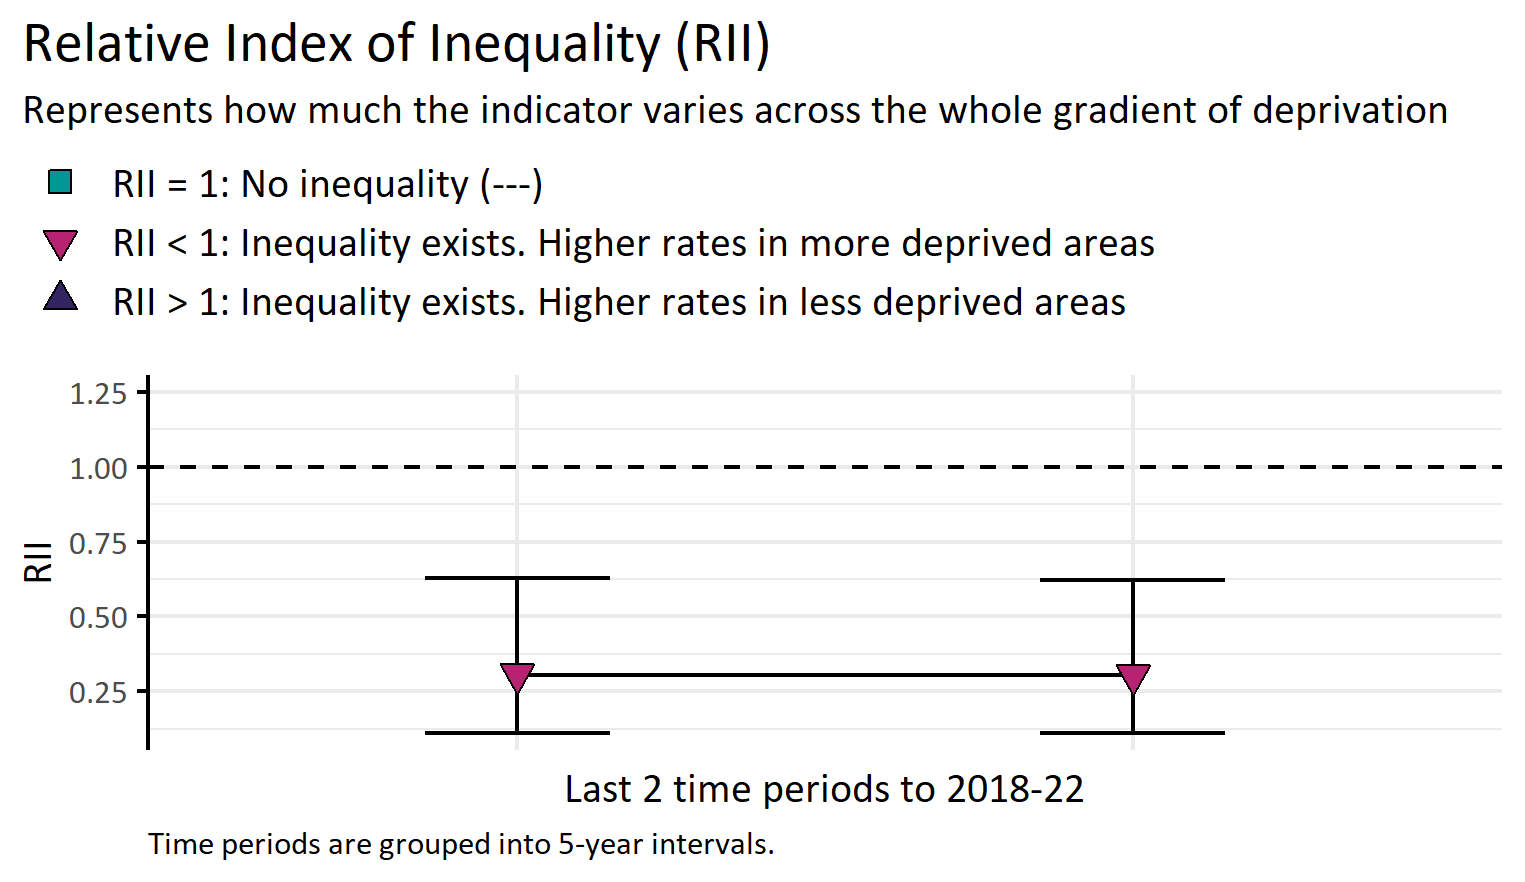 Relative Index of Inequality (RII)
Represents how much the indicator varies across the whole gradient of deprivation
RII = 1: No inequality (---)
RII < 1: Inequality exists. Higher rates in more deprived areas
RII > 1: Inequality exists. Higher rates in less deprived areas
1.25
1.00
0.75
0.50
0.25
RII
Last 2 time periods to 2018-22
Time periods are grouped into 5-year intervals.